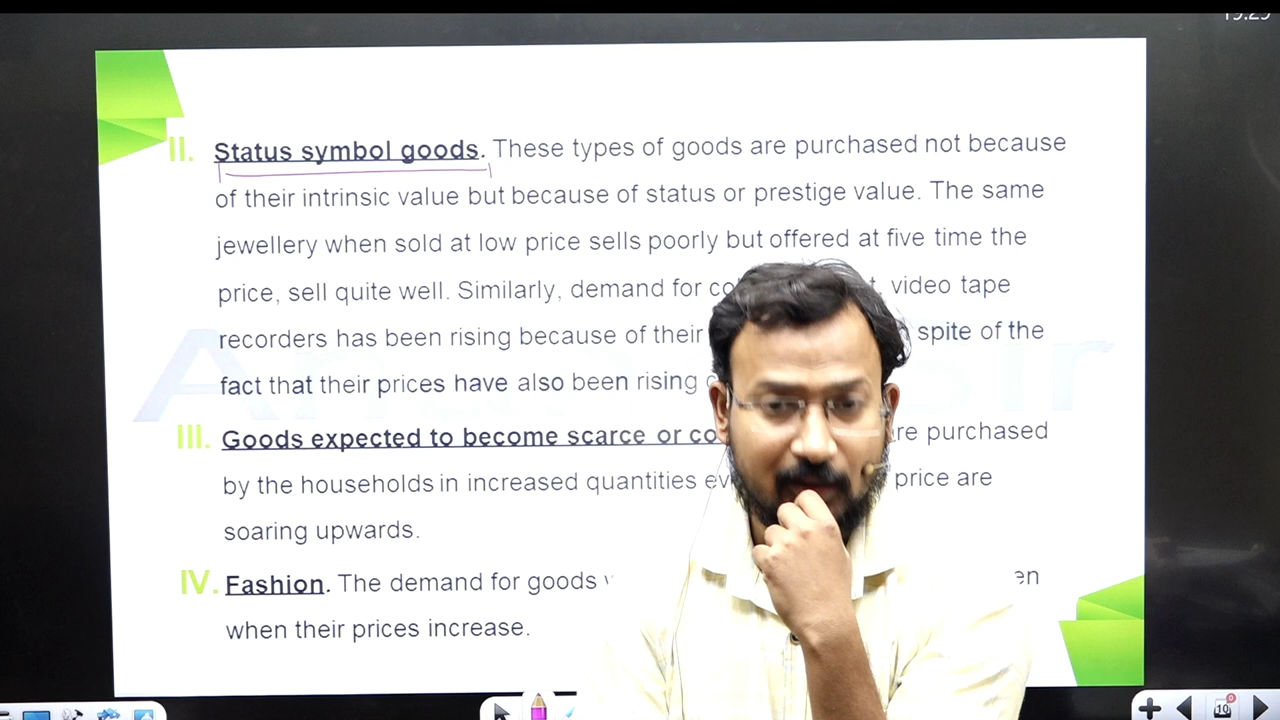 19:29
II. Status symbol goods. These types of goods are purchased not because
of their intrinsic value but because of status or prestige value. The same
jewellery when sold at low price sells poorly but offered at five time the
price, sell quite well. Similarly, demand for video tape
recorders has been rising because of their spite of the
fact that their prices have also been rising
III. Goods expected to become scarce or purchased
by the households in increased quantities price are
soaring upwards.
IV. Fashion. The demand for goods
when their prices increase.
10